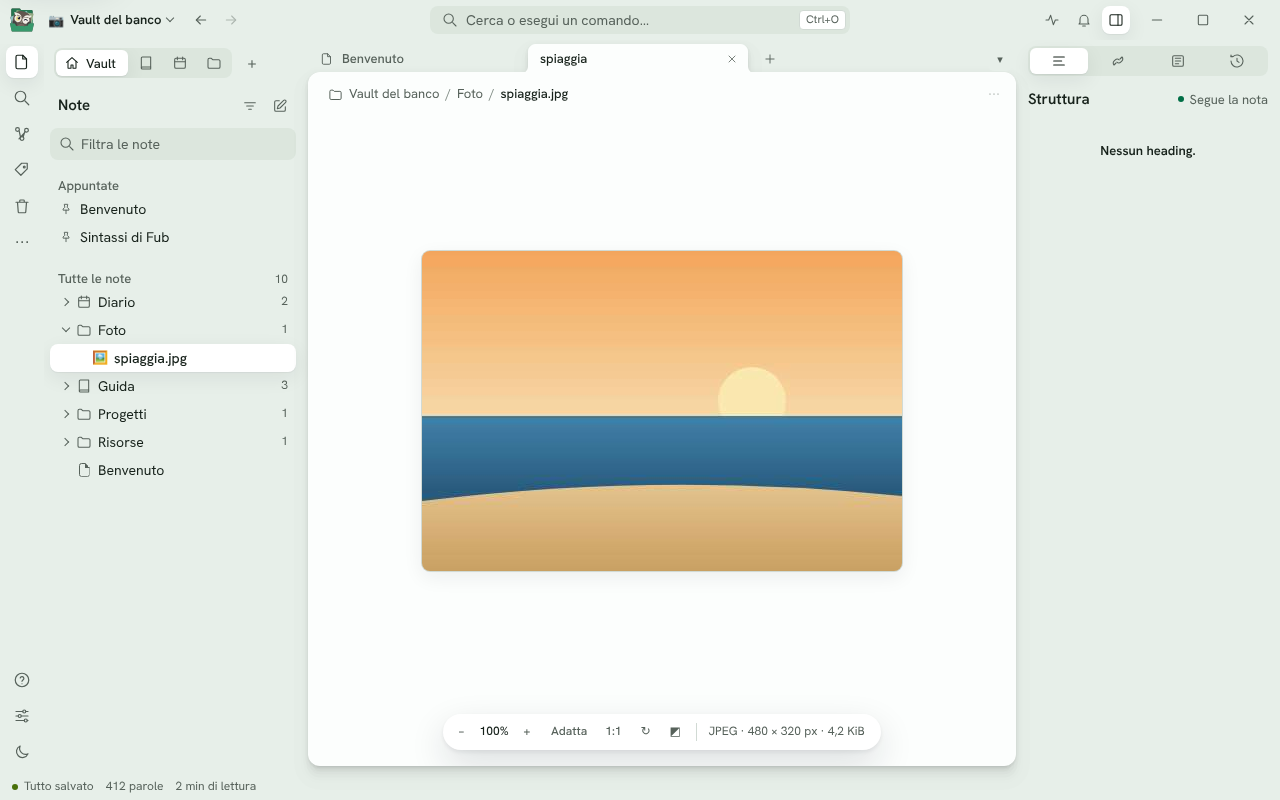 Vault del banco
Cerca o esegui un comando...
Ctrl+O
Vault
Benvenuto
spiaggia
Note
Filtra le note
Appuntate
Benvenuto
Sintassi di Fub
Tutte le note 10
Diario 2
Foto 1
spiaggia.jpg
Guida 3
Progetti 1
Risorse 1
Benvenuto
Vault del banco / Foto / spiaggia.jpg
− 100% + Adatta 1:1 JPEG · 480 × 320 px · 4,2 KiB
Struttura
Segue la nota
Nessun heading.
Tutto salvato 412 parole 2 min di lettura